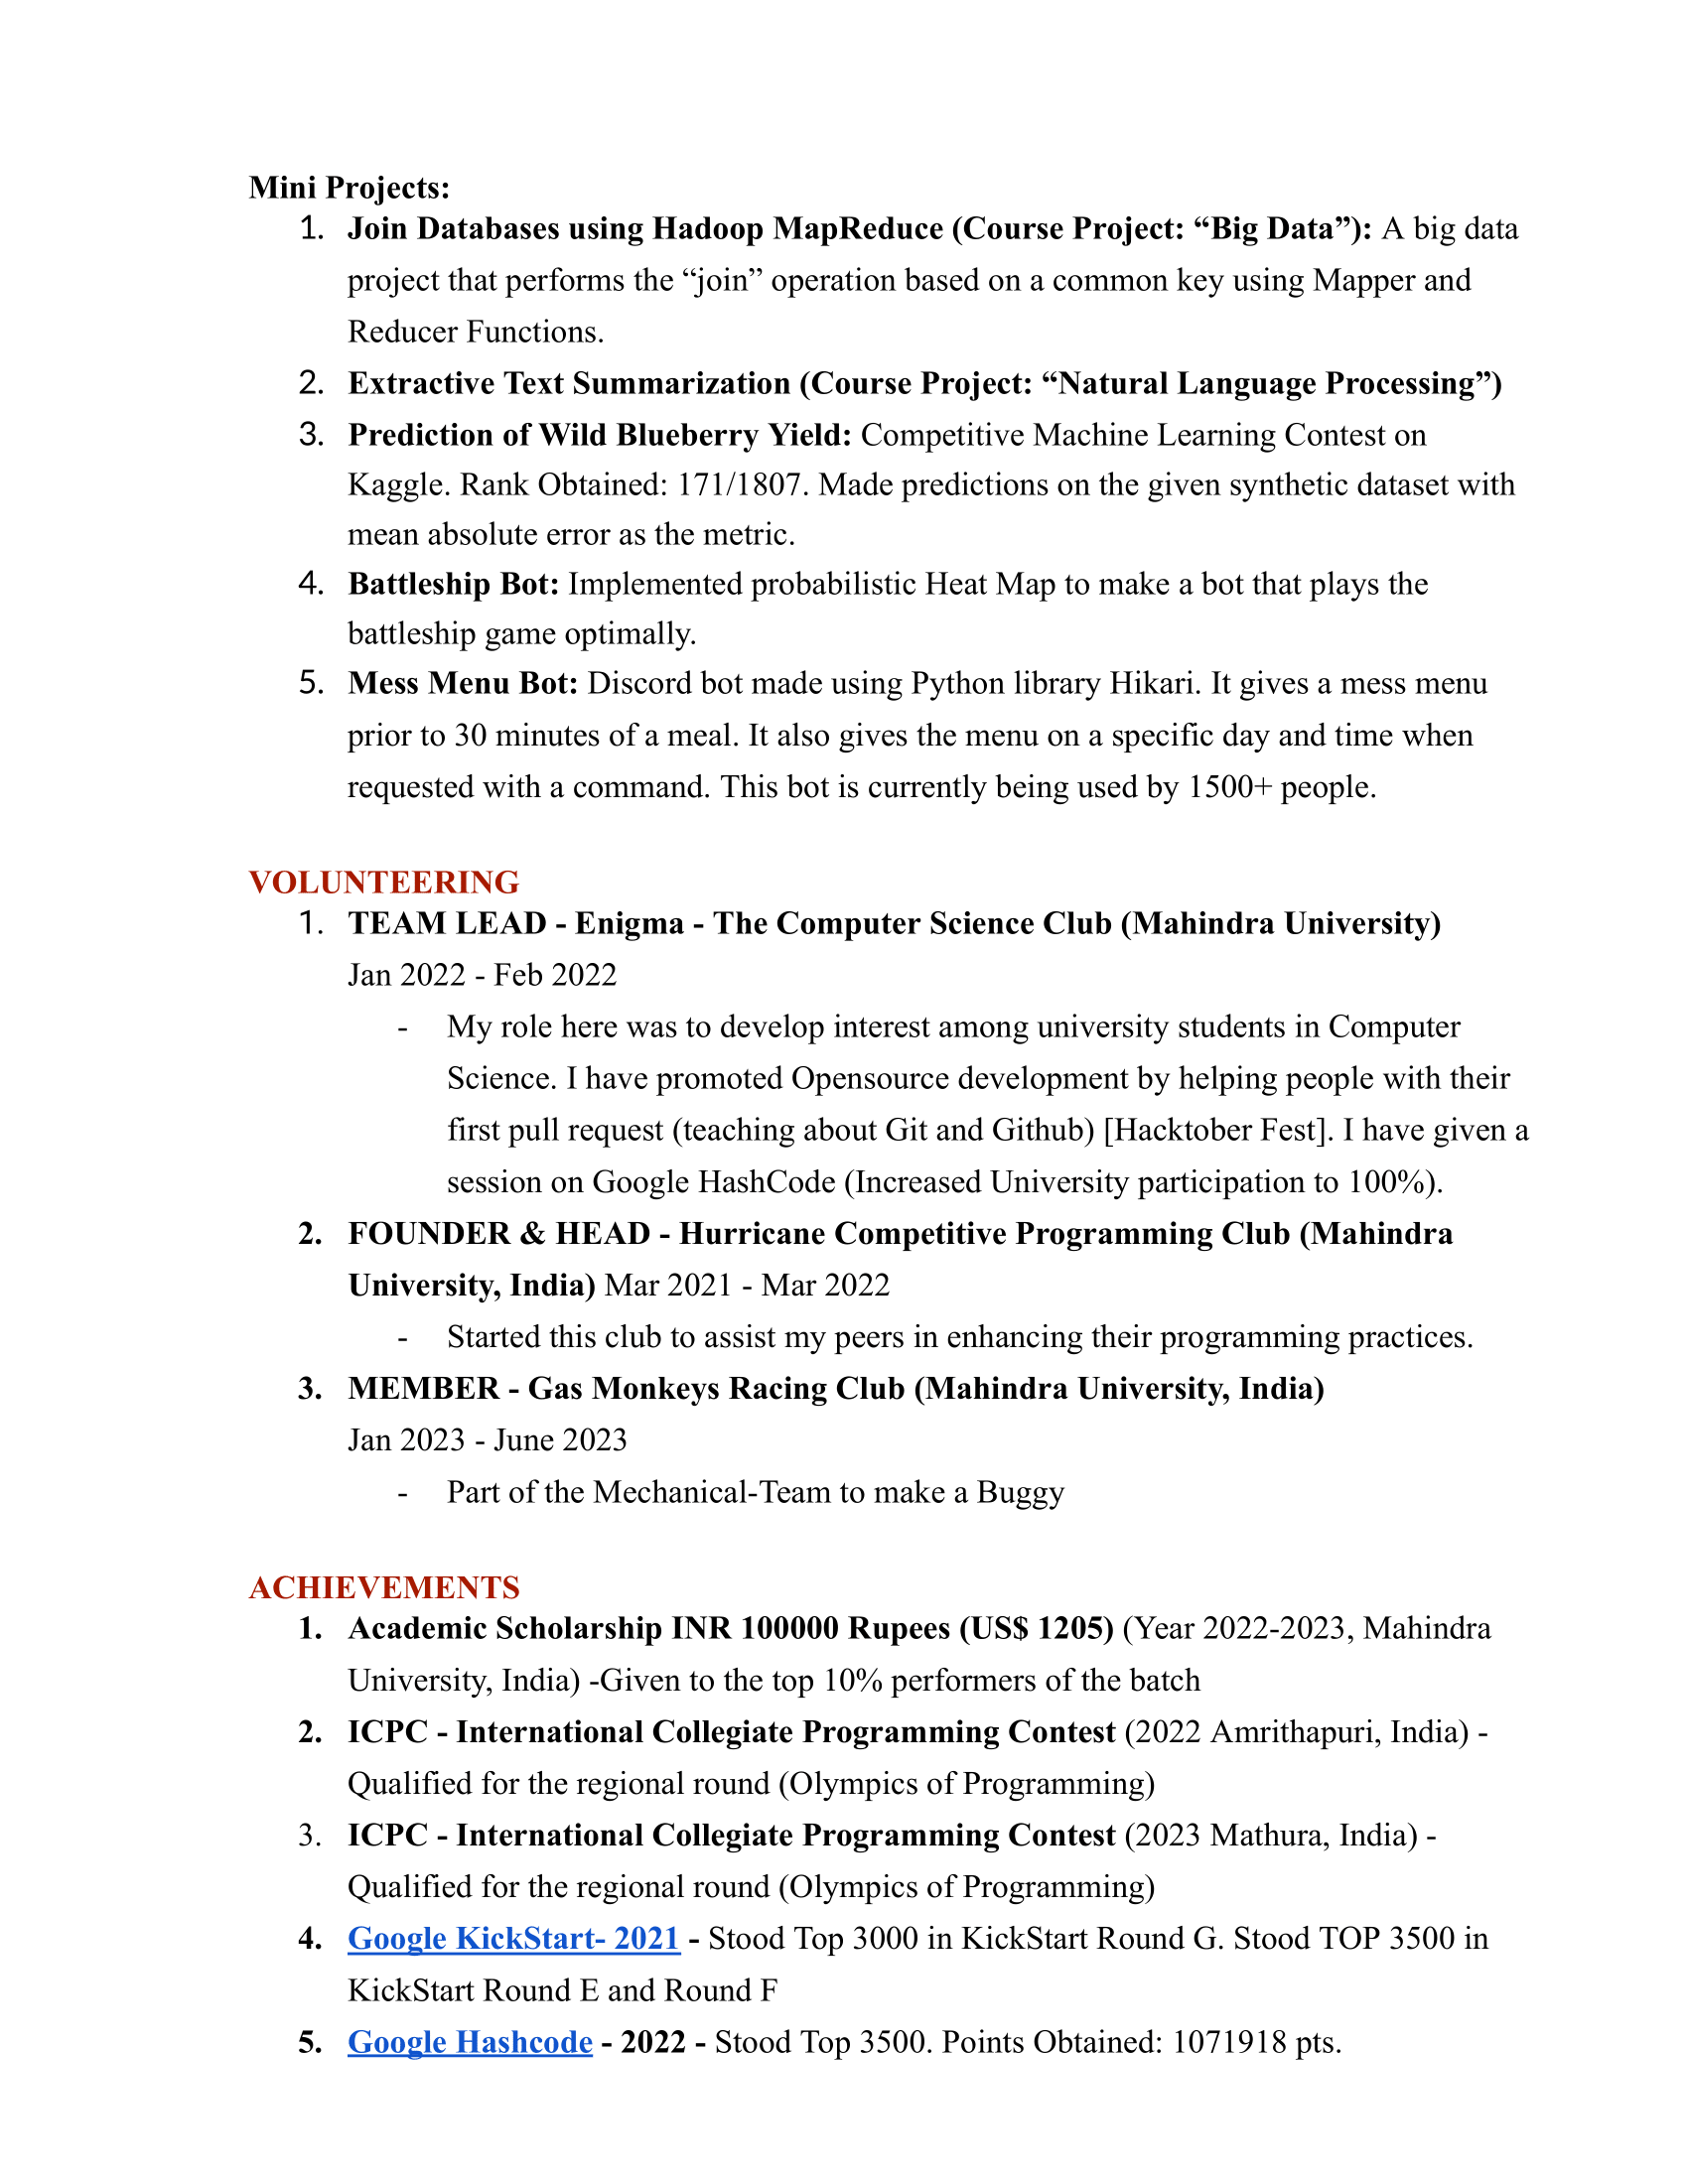 Mini Projects:
1. Join Databases using Hadoop MapReduce (Course Project: “Big Data”): A big data
project that performs the “join” operation based on a common key using Mapper and
Reducer Functions.
2. Extractive Text Summarization (Course Project: “Natural Language Processing”)
3. Prediction of Wild Blueberry Yield: Competitive Machine Learning Contest on
Kaggle. Rank Obtained: 171/1807. Made predictions on the given synthetic dataset with
mean absolute error as the metric.
4. Battleship Bot: Implemented probabilistic Heat Map to make a bot that plays the
battleship game optimally.
5. Mess Menu Bot: Discord bot made using Python library Hikari. It gives a mess menu
prior to 30 minutes of a meal. It also gives the menu on a specific day and time when
requested with a command. This bot is currently being used by 1500+ people.
VOLUNTEERING
1. TEAM LEAD - Enigma - The Computer Science Club (Mahindra University)
Jan 2022 - Feb 2022
- My role here was to develop interest among university students in Computer
Science. I have promoted Opensource development by helping people with their
first pull request (teaching about Git and Github) [Hacktober Fest]. I have given a
session on Google HashCode (Increased University participation to 100%).
2. FOUNDER & HEAD - Hurricane Competitive Programming Club (Mahindra
University, India) Mar 2021 - Mar 2022
- Started this club to assist my peers in enhancing their programming practices.
3. MEMBER - Gas Monkeys Racing Club (Mahindra University, India)
Jan 2023 - June 2023
- Part of the Mechanical-Team to make a Buggy
ACHIEVEMENTS
1. Academic Scholarship INR 100000 Rupees (US$ 1205) (Year 2022-2023, Mahindra
University, India) -Given to the top 10% performers of the batch
2. ICPC - International Collegiate Programming Contest (2022 Amrithapuri, India) -
Qualified for the regional round (Olympics of Programming)
3. ICPC - International Collegiate Programming Contest (2023 Mathura, India) -
Qualified for the regional round (Olympics of Programming)
4. Google KickStart- 2021 - Stood Top 3000 in KickStart Round G. Stood TOP 3500 in
KickStart Round E and Round F
5. Google Hashcode - 2022 - Stood Top 3500. Points Obtained: 1071918 pts.